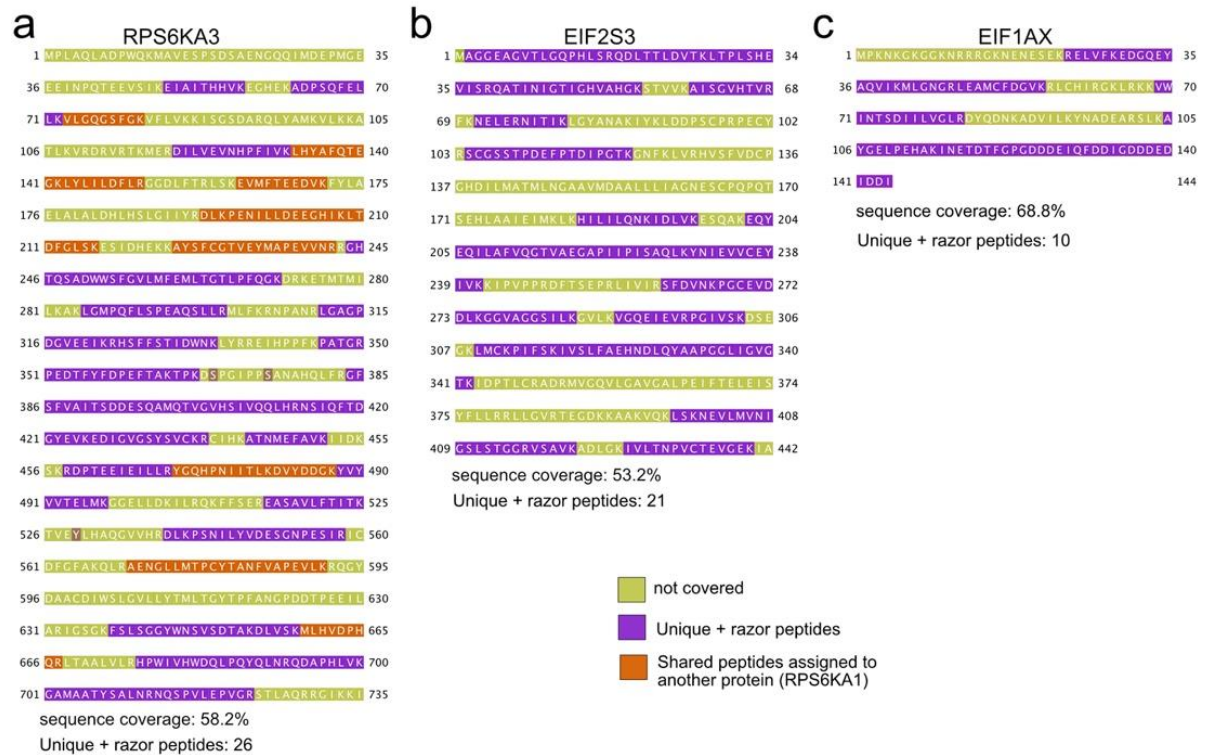 a
RPS6KA3
1 MPLAQLADPWQKMAVESPSDSAENGQQIMDEPMGE 35
36 EEINPQTEEVSIKEIAITHHVKEGHEKADPSQFEL 70
71 LKVLGQGSFGKVFLVKKISGSDARQLYAMKVLKKA 105
106 TLKVRDRVRTKMERDILVEVNHPFIVKLHYAFQTE 140
141 GKLYLILDFLRGGDLFTRLSKEVMFTEEDVKFYLA 175
176 ELALALDHLHSLGIIYRDLKPENILLDEEGHIKLT 210
211 DFGLSKESIDHEKKAYSFCGTVEYMAPEVVNRRGH 245
246 TQSADWWSFGVLMFEMLTGTLPFQGKDRKETMTMI 280
281 LKAKLGMPQFLSPEAQSLLRMLFKRNPANRLGAGP 315
316 DGVEEIKRHSFFSTIDWNKLYRREIHPPFKPATGR 350
351 PEDTFYFDPEFTAKTPKDSPGIPPSANAHQLFRGF 385
386 SFVAITSDDESQAMQTVGVHSIVQQLHRNSIQFTD 420
421 GYEVKEDIGVGSYSVCKRCIHKATNMEFAVKIIDK 455
456 SKRDPTEEIEILLRYGQHPNIITLKDVYDDGKYVY 490
491 VVTELMKGGELLDKILRQKFFSEREASAVLFTITK 525
526 TVEYLHAQGVVHRDLKPSNILYVDESGNPESIRIC 560
561 DFGFAKQLRAENGLLMTPCYTANFVAPEVLKRQGY 595
596 DAACDIWSLGVLLYTMLTGYTPFANGPDDTPEEIL 630
631 ARIGSGKFSLSGGYWNSVSDTAKDLVSKMLHVDPH 665
666 QRLTAALVLRHPWIVHWDQLPQYQLNRQDAPHLVK 700
701 GAMAATYSALNRNQSPVLEPVGRSTLAQRRGIKKI 735
sequence coverage: 58.2%
Unique + razor peptides: 26
b
EIF2S3
1 MAGGEAGVTLGQPHLSRQDLTTLDVTKLTPLSHE 34
35 VISRQATINIGTIGHVAHGKSTVVKAISGVHTVR 68
69 FKNELERNITIKLGYANAKIYKLDDPSCPRPECY 102
103 RSCGSSTPDEFPTDIPGTKGNFKLVRHVSFVDCP 136
137 GHDILMATMLNGAAVMDAALLLIAGNESCPQPQT 170
171 SEHLAAIEIMKLKHILILQNKIDLVKESQAKEQY 204
205 EQILAFVQGTVAEGAPIIPISAQLKYNIEVVCEY 238
239 IVKKIPVPPRDFTSEPRLIVIRSFDVNKPGCEVD 272
273 DLKGGVAGGSILKGVLKVGQEIEVRPGIVSKDSE 306
307 GKLMCKPIFSKIVSLFAEHNDLQYAAPGGLIGVG 340
341 TKIDPTLCRADRMVGQVLGAVGALPEIFTELEIS 374
375 YFLLRRLLGVRTEGDKKAAKVQKLSKNEVLMVNI 408
409 GSLSTGGRVSAVKADLGKIVLTNPVCTEVGEKIA 442
sequence coverage: 53.2%
Unique + razor peptides: 21
c
EIF1AX
1 MPKNKGKGGKNRRRGKNENESEKRELVFKEDGQEY 35
36 AQVIKMLGNGRLEAMCFDGVKRLCHIRGKLRKKVW 70
71 INTSDIILVGLRDYQDNKADVILKYNADEARSLKA 105
106 YGELPEHAKINETDTFGPGDDDEIQFDDIGDDDED 140
141 IDDI 144
sequence coverage: 68.8%
Unique + razor peptides: 10
not covered
Unique + razor peptides
Shared peptides assigned to
another protein (RPS6KA1)